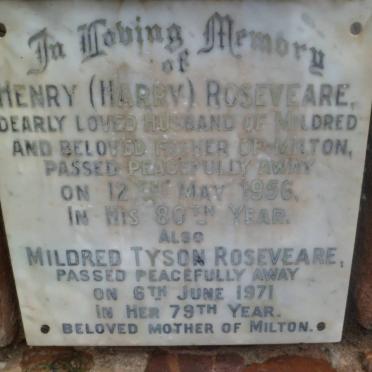 In Loving Memory
of
HENRY (HARRY) ROSEVEARE,
DEARLY LOVED HUSBAND OF MILDRED
AND BELOVED FATHER OF MILTON,
PASSED PEACEFULLY AWAY
ON 12TH MAY 1956,
IN HIS 80TH YEAR.
ALSO
MILDRED TYSON ROSEVEARE,
PASSED PEACEFULLY AWAY
ON 6TH JUNE 1971
IN HER 79TH YEAR.
BELOVED MOTHER OF MILTON.